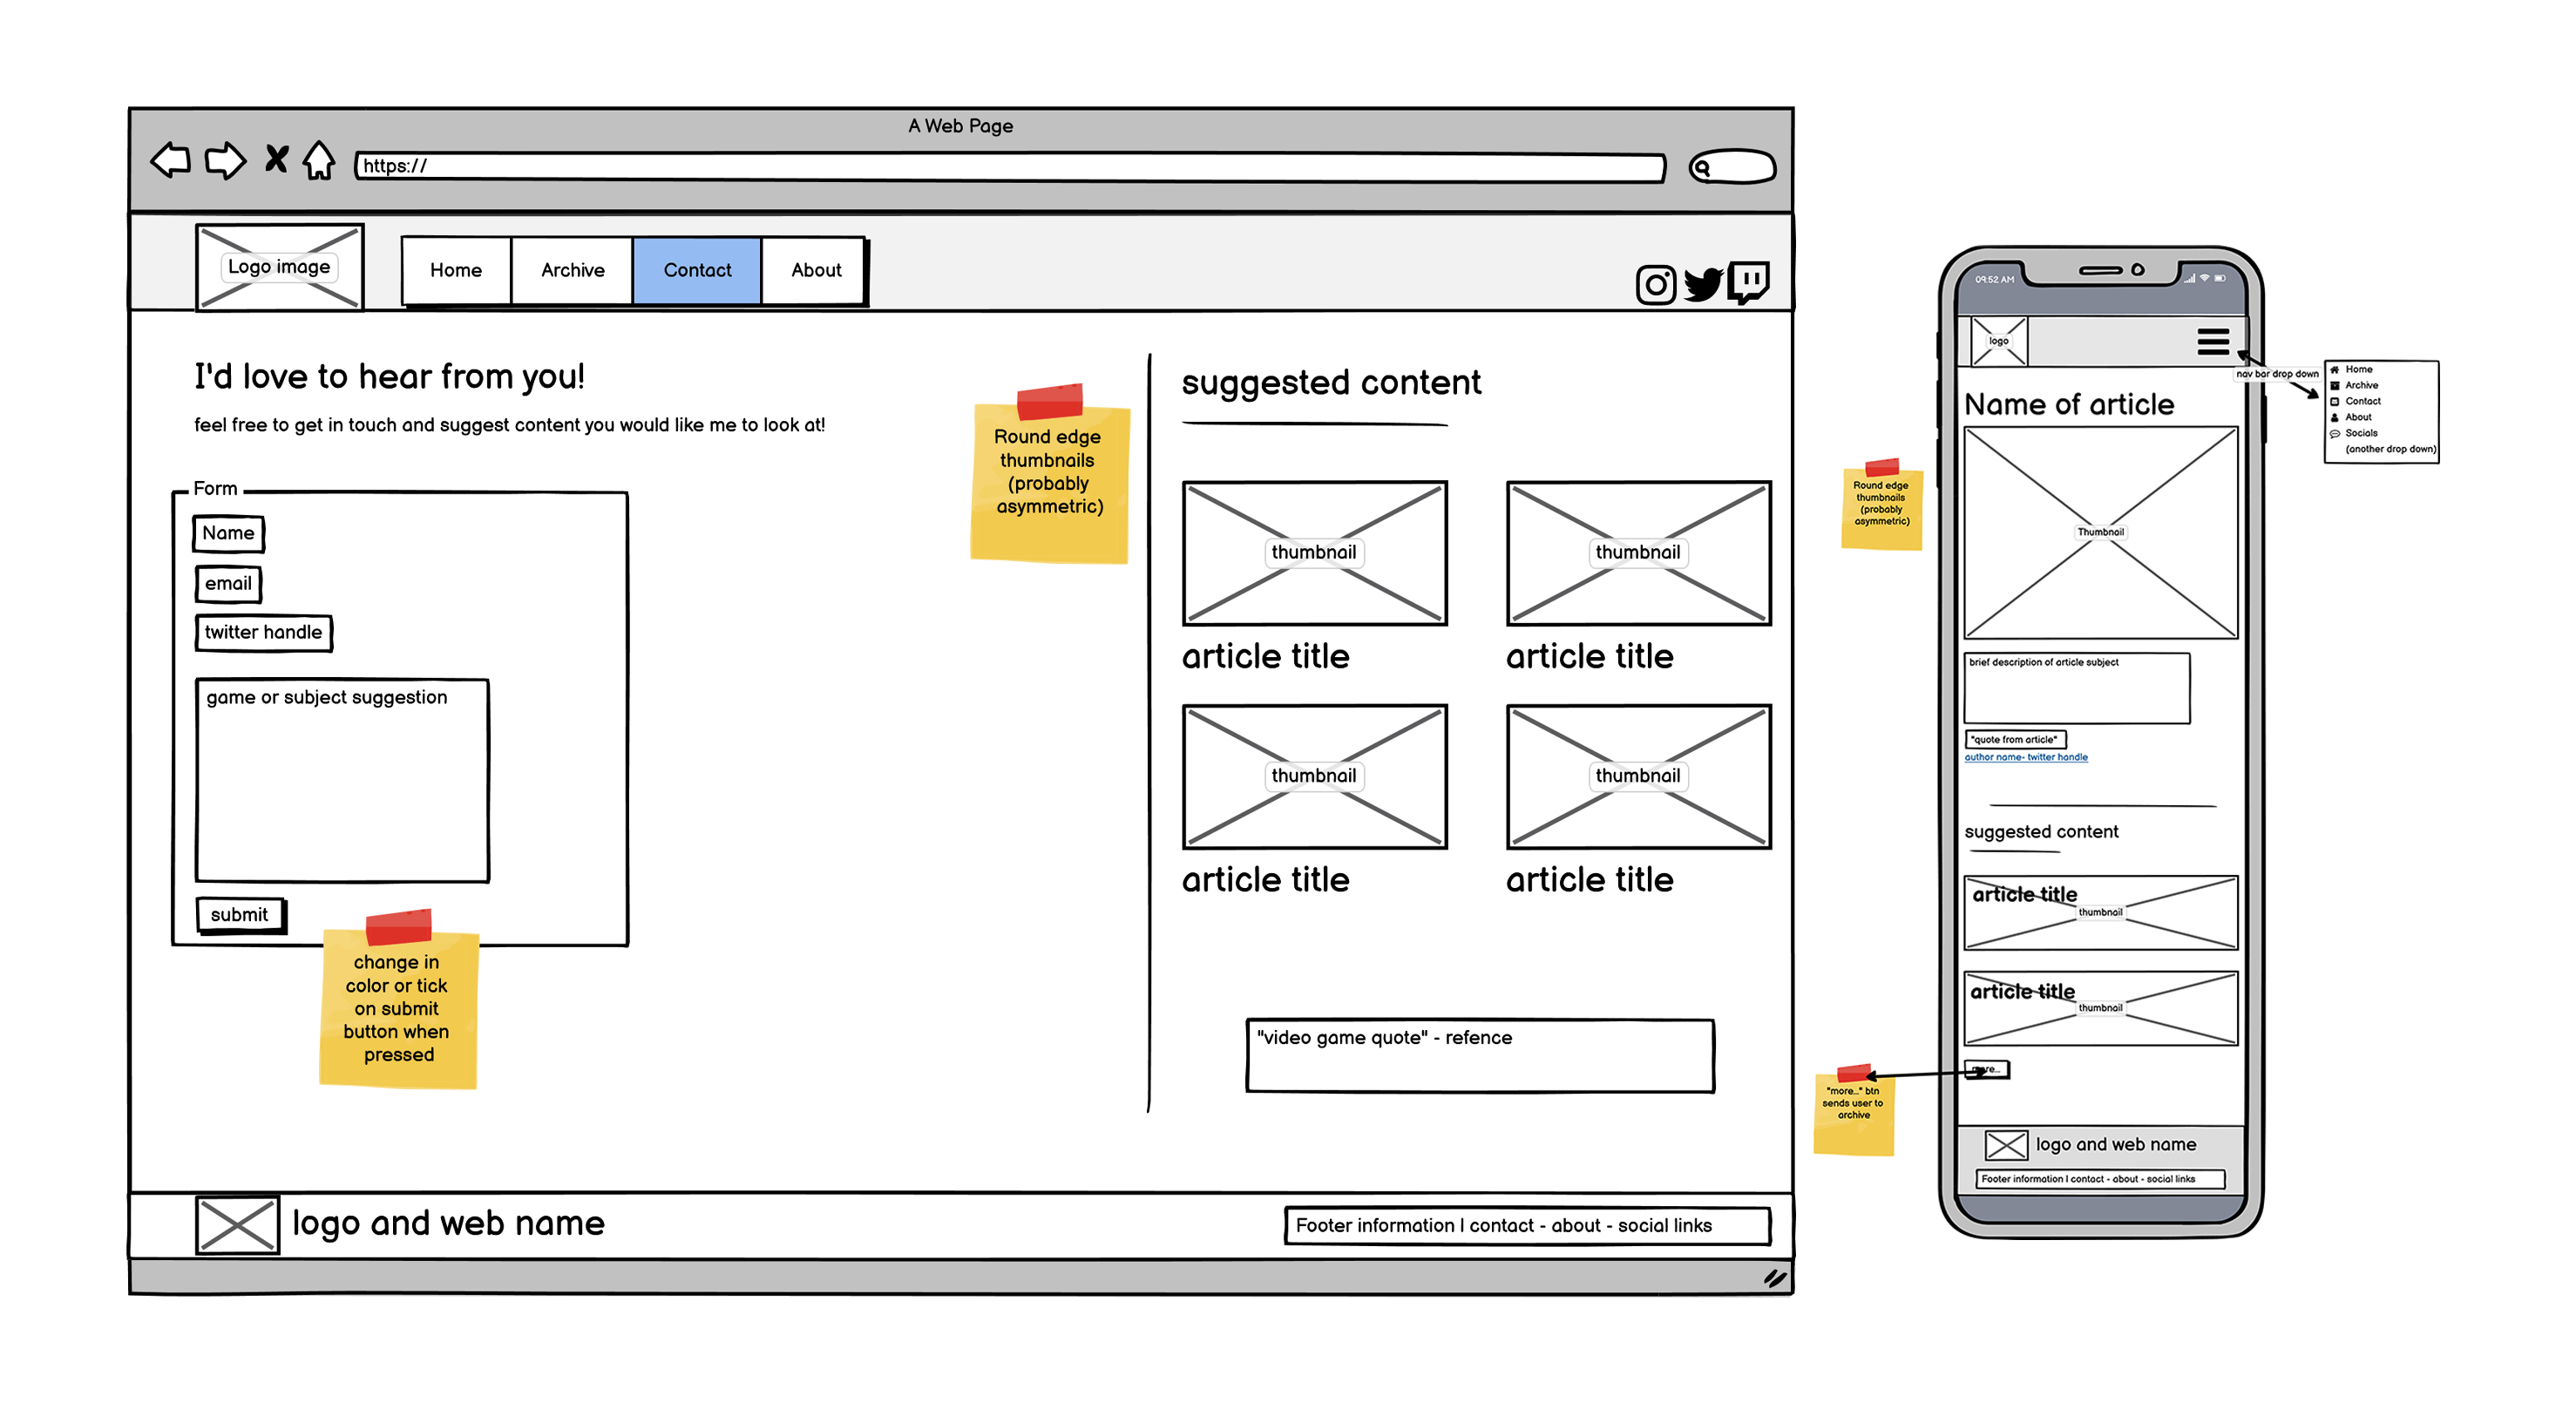 A Web Page
https://
Logo image
Home
Archive
Contact
About
I'd love to hear from you!
feel free to get in touch and suggest content you would like me to look at!
Form
Name
email
twitter handle
game or subject suggestion
submit
change in
color or tick
on submit
button when
pressed
Round edge
thumbnails
(probably
asymmetric)
suggested content
thumbnail
thumbnail
article title
article title
thumbnail
thumbnail
article title
article title
"video game quote" - refence
logo and web name
Footer information | contact - about - social links
09:52 AM
logo
nav bar drop down
Home
Archive
Contact
About
Socials
(another drop down)
Name of article
Thumbnail
Round edge
thumbnails
(probably
asymmetric)
brief description of article subject
"quote from article"
author name- twitter handle
suggested content
article title
thumbnail
article title
thumbnail
more...
"more..." btn
sends user to
archive
logo and web name
Footer information | contact - about - social links